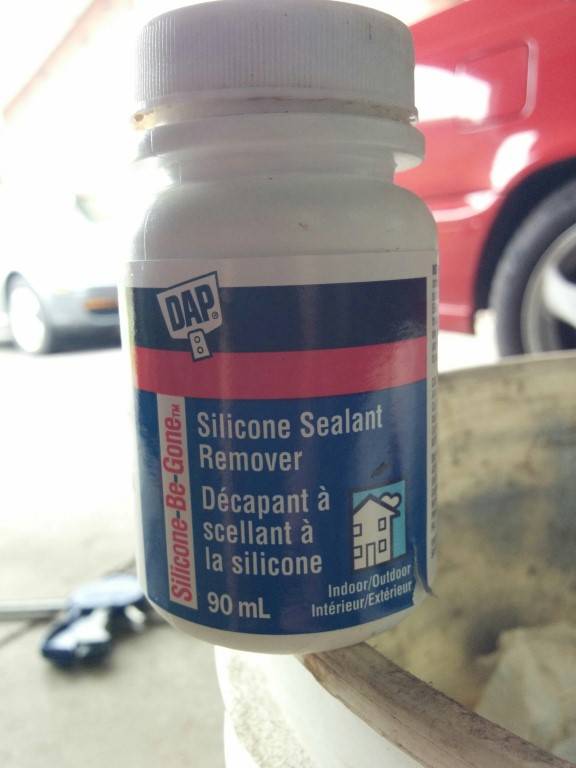 DAP®
Silicone-Be-Gone™
Silicone Sealant
Remover
Décapant à
scellant à
la silicone
90 mL
Indoor/Outdoor
Intérieur/Extérieur